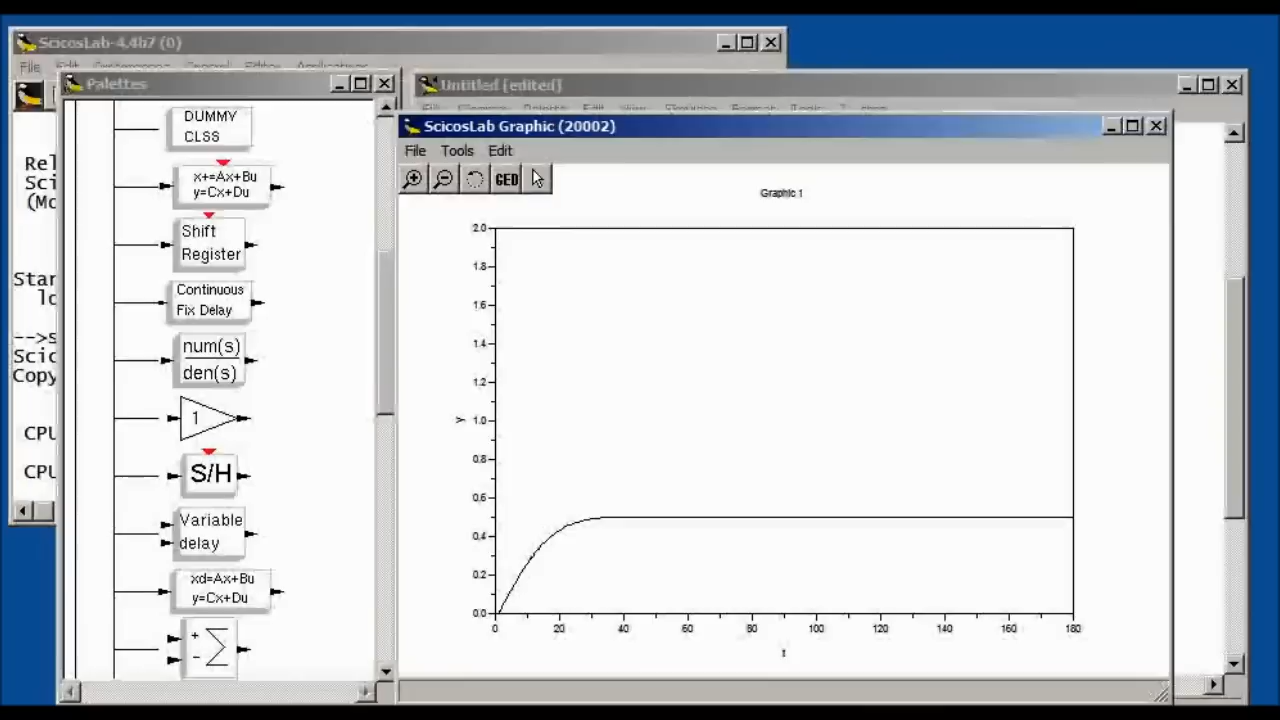 ScicosLab-4.4b7 (0)
File Edit
Palettes
Untitled [edited]
ScicosLab Graphic (20002)
File Tools Edit
GED
Graphic 1
DUMMY
CLSS
x+=Ax+Bu
y=Cx+Du
Shift
Register
Continuous
Fix Delay
num(s)
den(s)
1
S/H
Variable
delay
xd=Ax+Bu
y=Cx+Du
+
-
Σ
Rel
Sci
(Mo
Star
lo
-->s
Scic
Copy
CPU
CPU
2.0
1.8
1.6
1.4
1.2
1.0
0.8
0.6
0.4
0.2
0.0
y
0 20 40 60 80 100 120 140 160 180
t